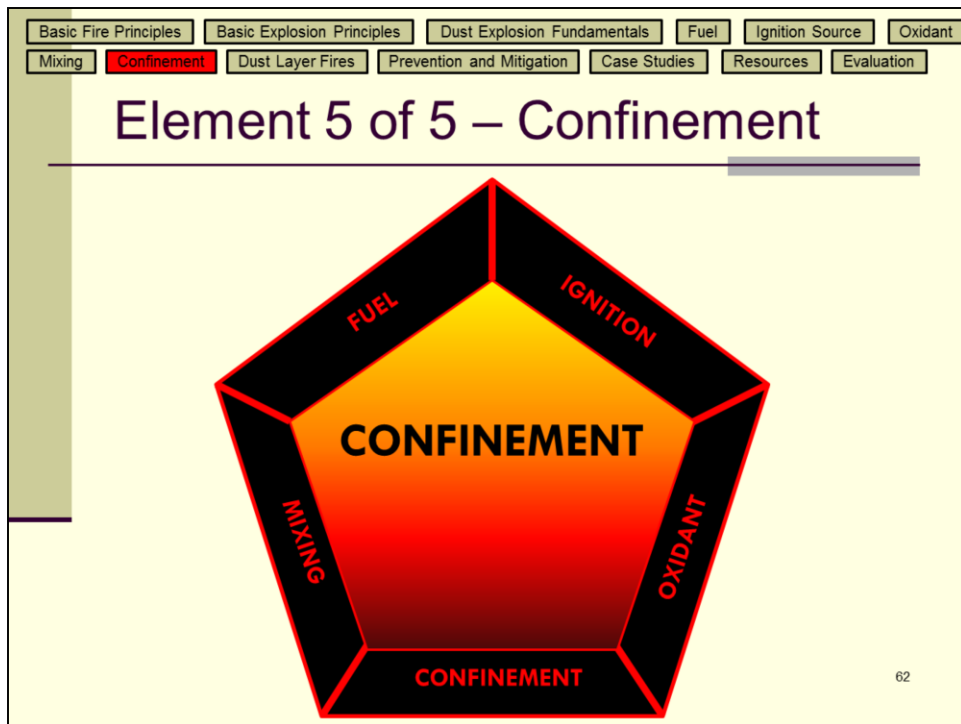 Basic Fire Principles Basic Explosion Principles Dust Explosion Fundamentals Fuel Ignition Source Oxidant
Mixing Confinement Dust Layer Fires Prevention and Mitigation Case Studies Resources Evaluation
Element 5 of 5 – Confinement
FUEL
IGNITION
CONFINEMENT
MIXING
OXIDANT
CONFINEMENT
62